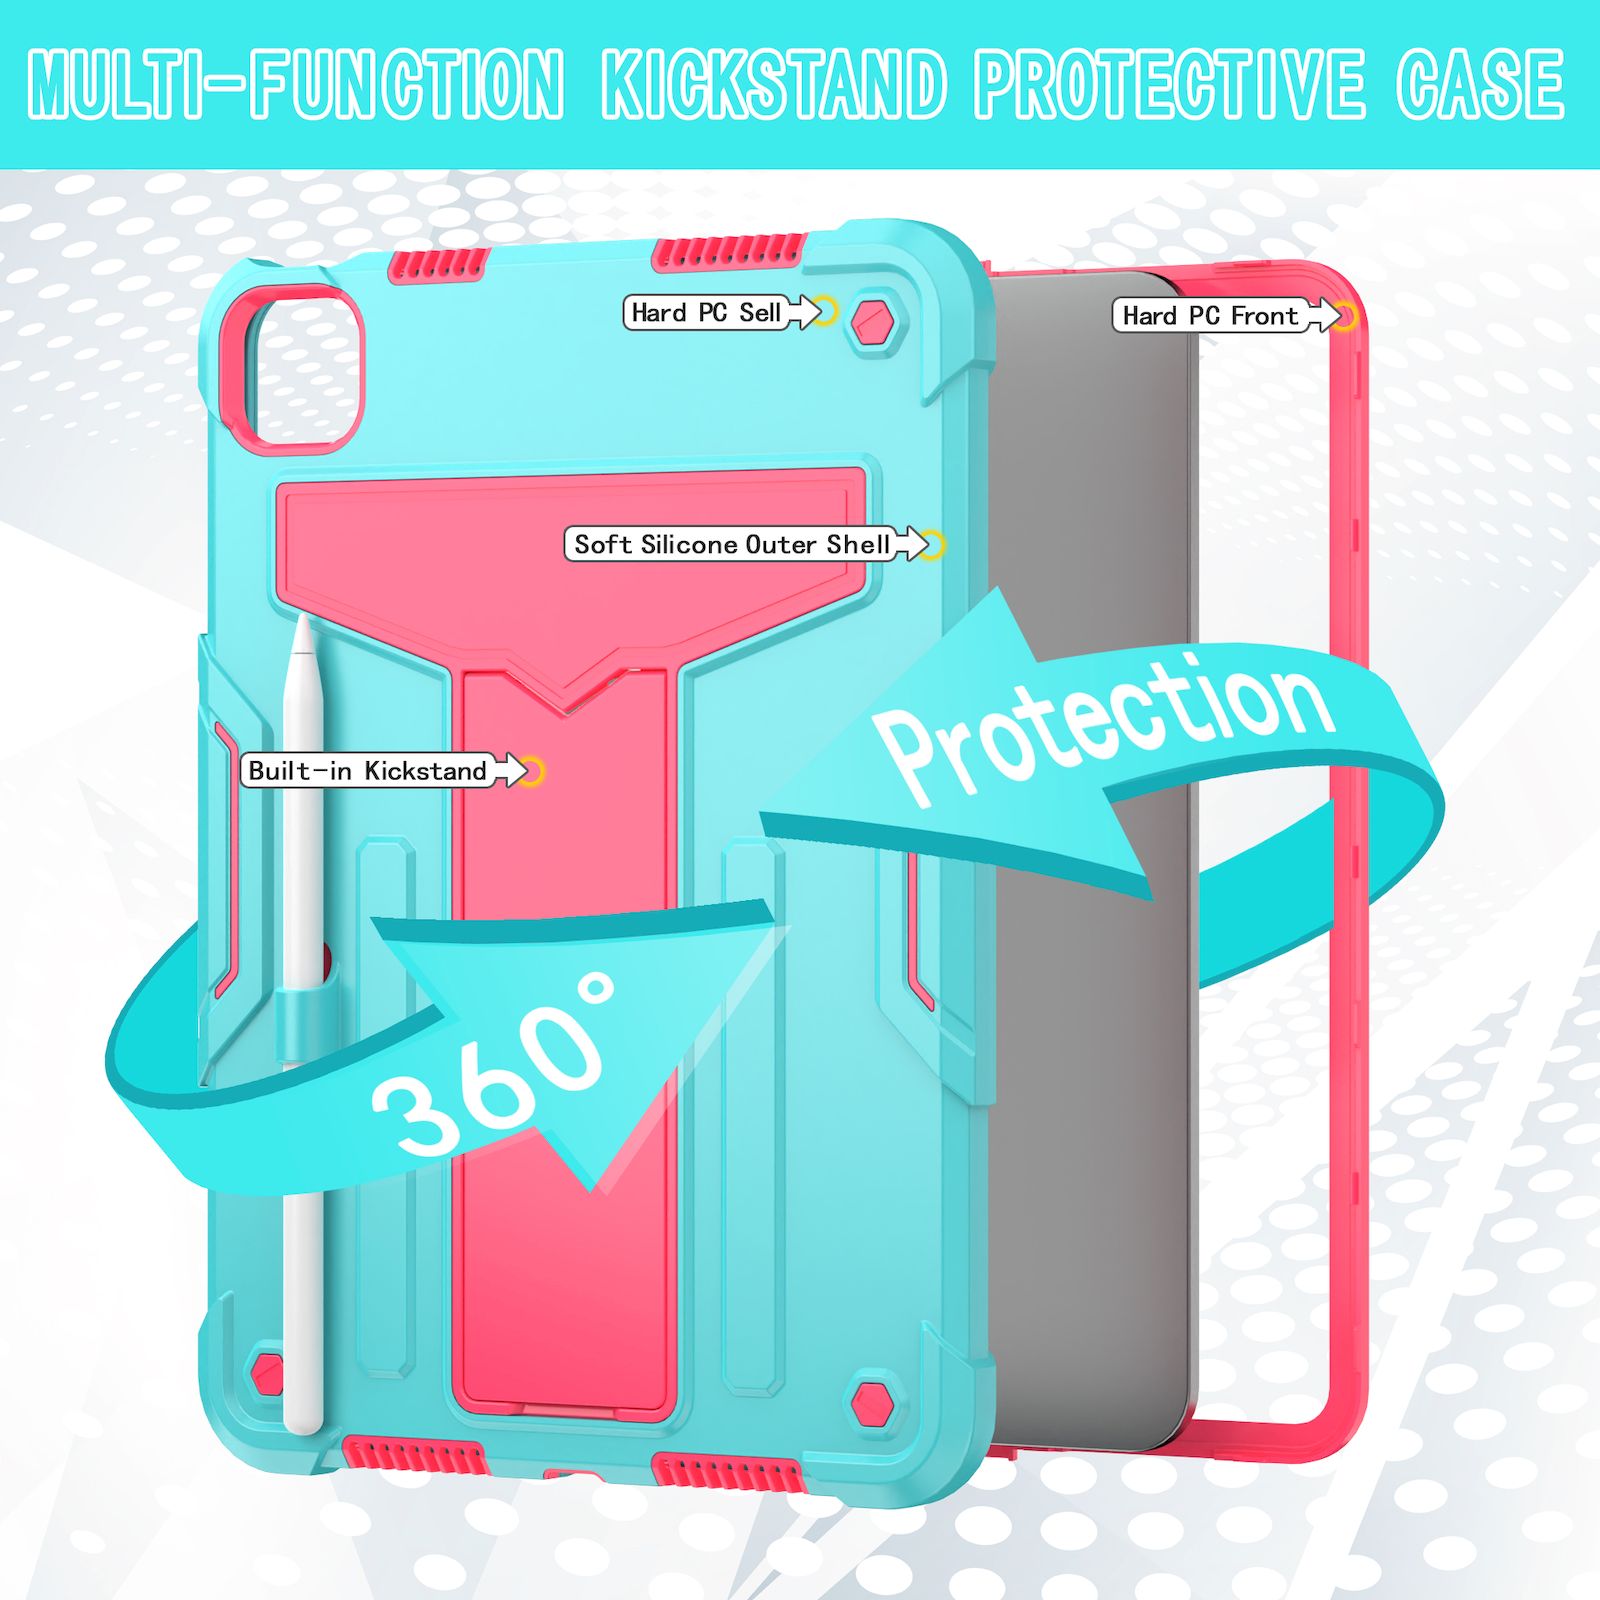 MULTI-FUNCTION KICKSTAND PROTECTIVE CASE
Hard PC Sell
Hard PC Front
Soft Silicone Outer Shell
Protection
Built-in Kickstand
360°